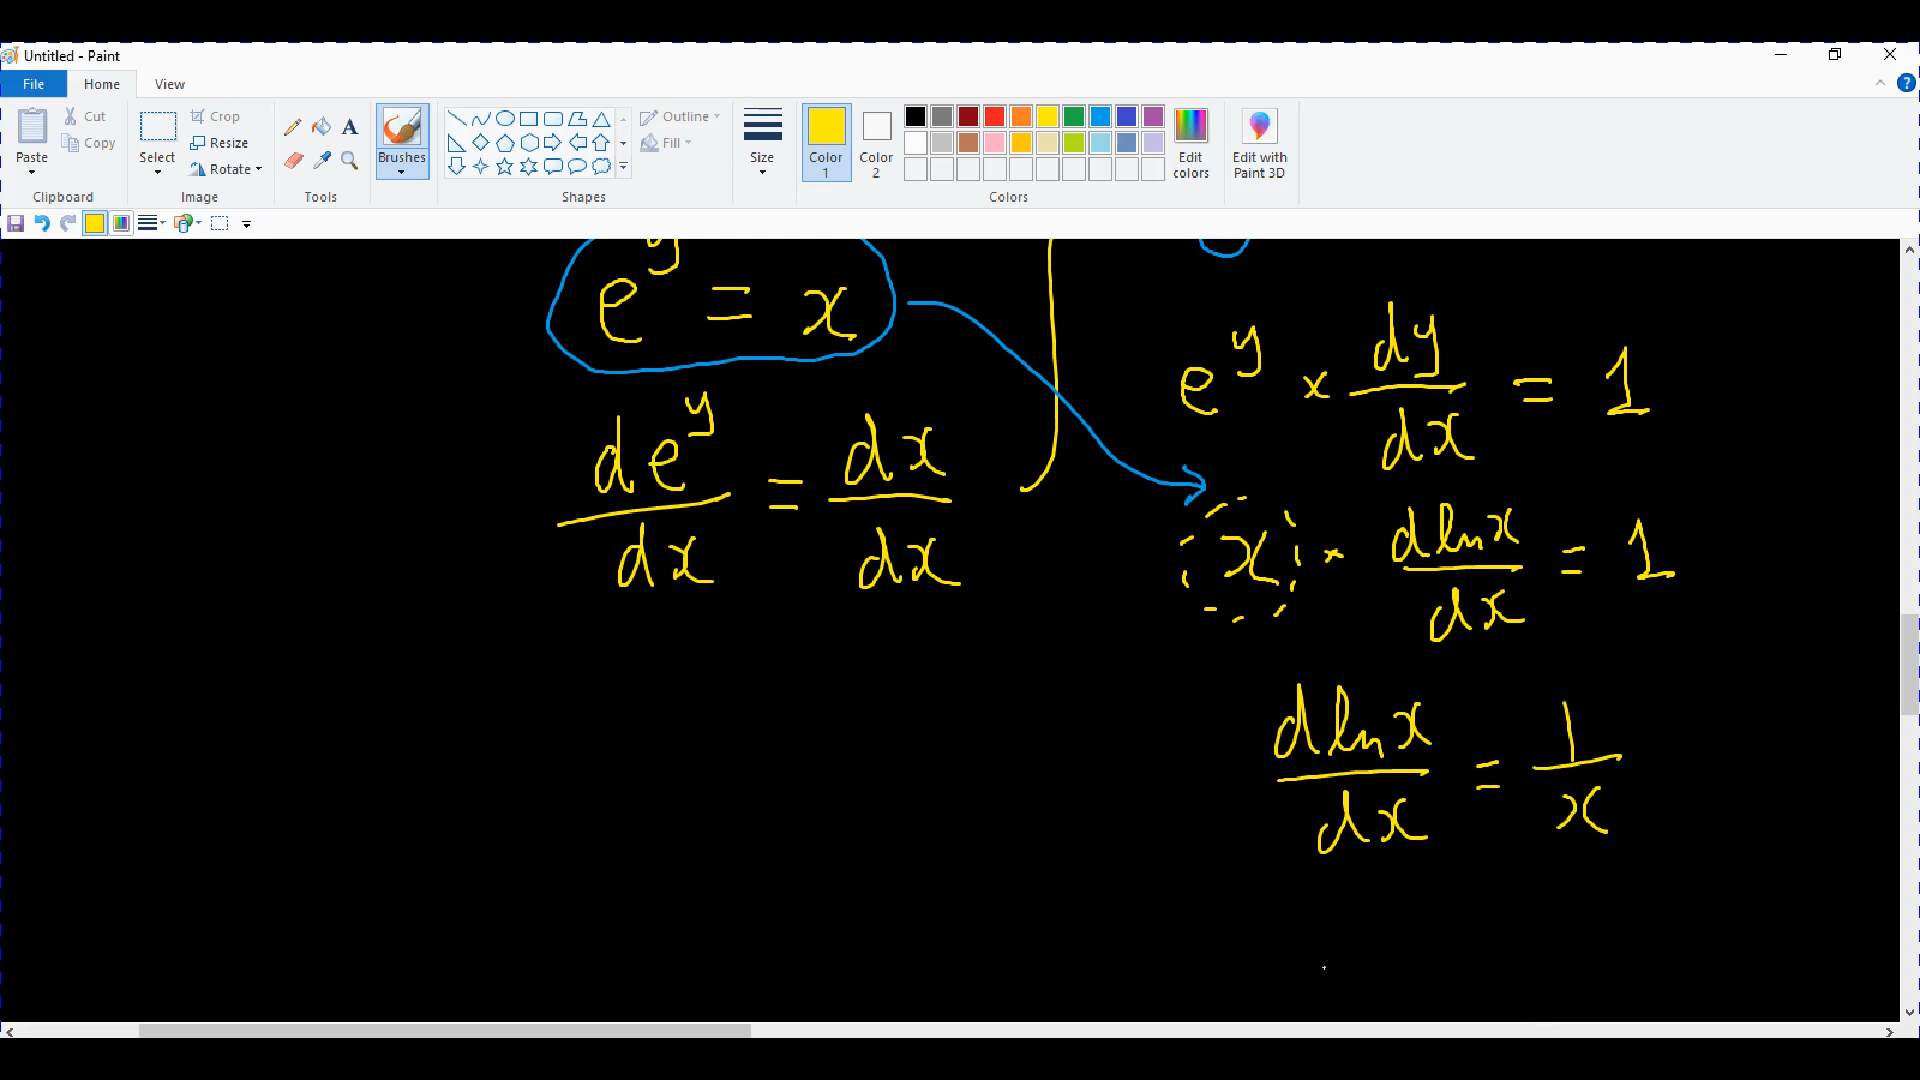 Untitled - Paint
File Home View
Paste Cut Copy Clipboard
Select Crop Resize Rotate Image
A Tools
Brushes
Outline Fill Shapes
Size
Color 1 Color 2 Edit colors Colors
Edit with Paint 3D
e^y = x
de^y/dx = dx/dx
e^y × dy/dx = 1
x × dlnx/dx = 1
dlnx/dx = 1/x